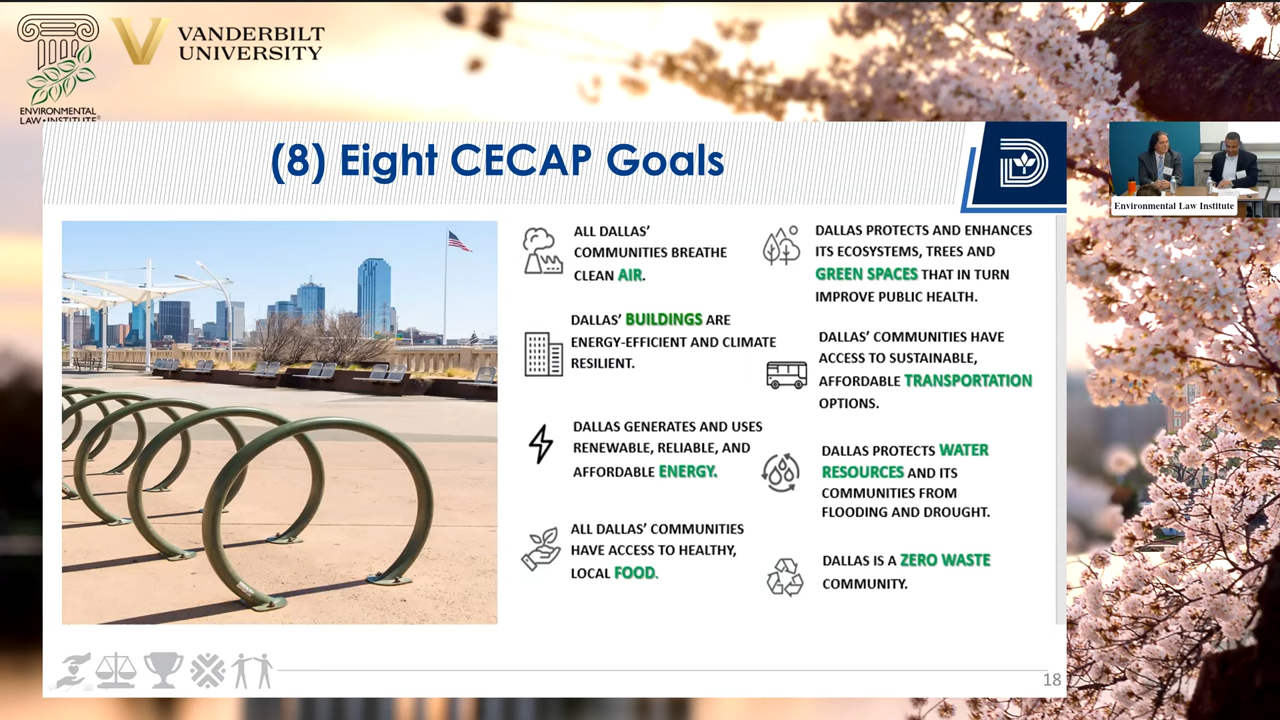 ENVIRONMENTAL
LAW•INSTITUTE®
VANDERBILT
UNIVERSITY
(8) Eight CECAP Goals
D
Environmental Law Institute
ALL DALLAS'
COMMUNITIES BREATHE
CLEAN AIR.
DALLAS' BUILDINGS ARE
ENERGY-EFFICIENT AND CLIMATE
RESILIENT.
DALLAS GENERATES AND USES
RENEWABLE, RELIABLE, AND
AFFORDABLE ENERGY.
ALL DALLAS' COMMUNITIES
HAVE ACCESS TO HEALTHY,
LOCAL FOOD.
DALLAS PROTECTS AND ENHANCES
ITS ECOSYSTEMS, TREES AND
GREEN SPACES THAT IN TURN
IMPROVE PUBLIC HEALTH.
DALLAS' COMMUNITIES HAVE
ACCESS TO SUSTAINABLE,
AFFORDABLE TRANSPORTATION
OPTIONS.
DALLAS PROTECTS WATER
RESOURCES AND ITS
COMMUNITIES FROM
FLOODING AND DROUGHT.
DALLAS IS A ZERO WASTE
COMMUNITY.
18